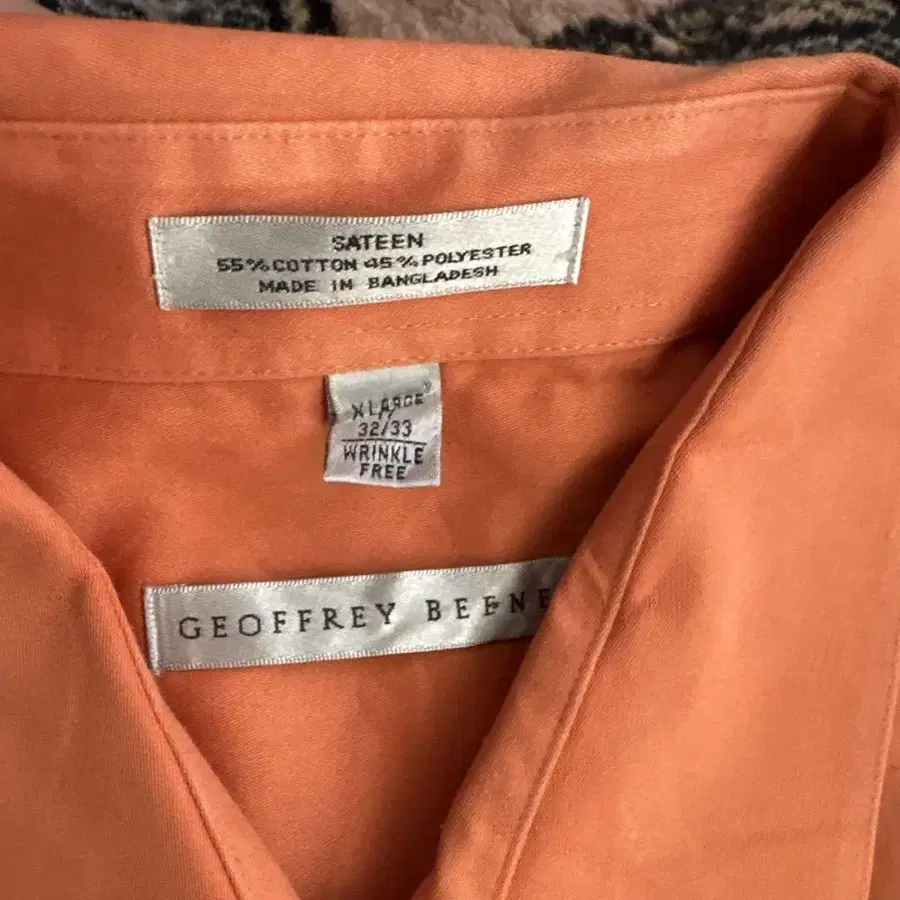 SATEEN
55% COTTON 45% POLYESTER
MADE IN BANGLADESH
XLARGE
32/33
WRINKLE
FREE
GEOFFREY BEENE